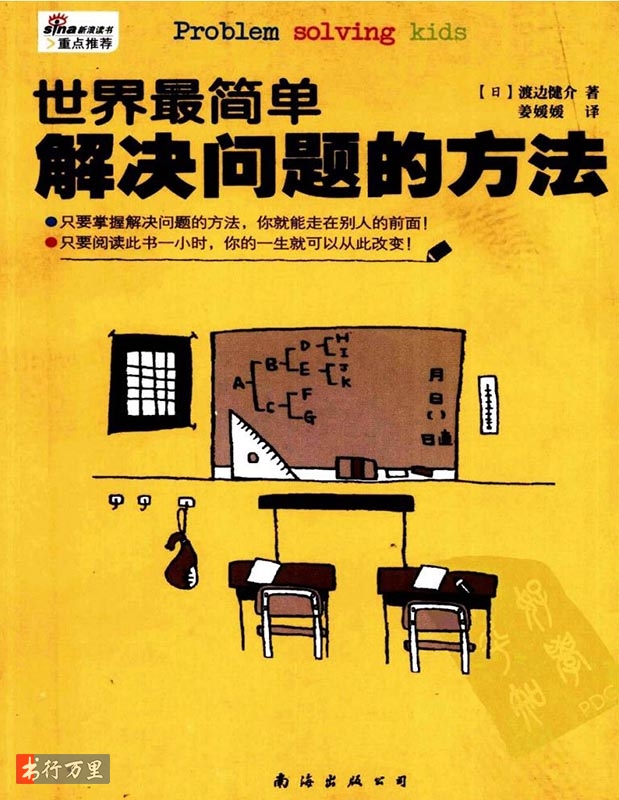 sina 新浪读书
>重点推荐
Problem solving kids
世界最简单
解决问题的方法
【日】渡边健介 著
姜媛媛 译
●只要掌握解决问题的方法，你就能走在别人的前面！
●只要阅读此书一小时，你的一生就可以从此改变！
A B C D E F G H I J K
月
日
()
日直
PDG
书行万里
南海出版公司